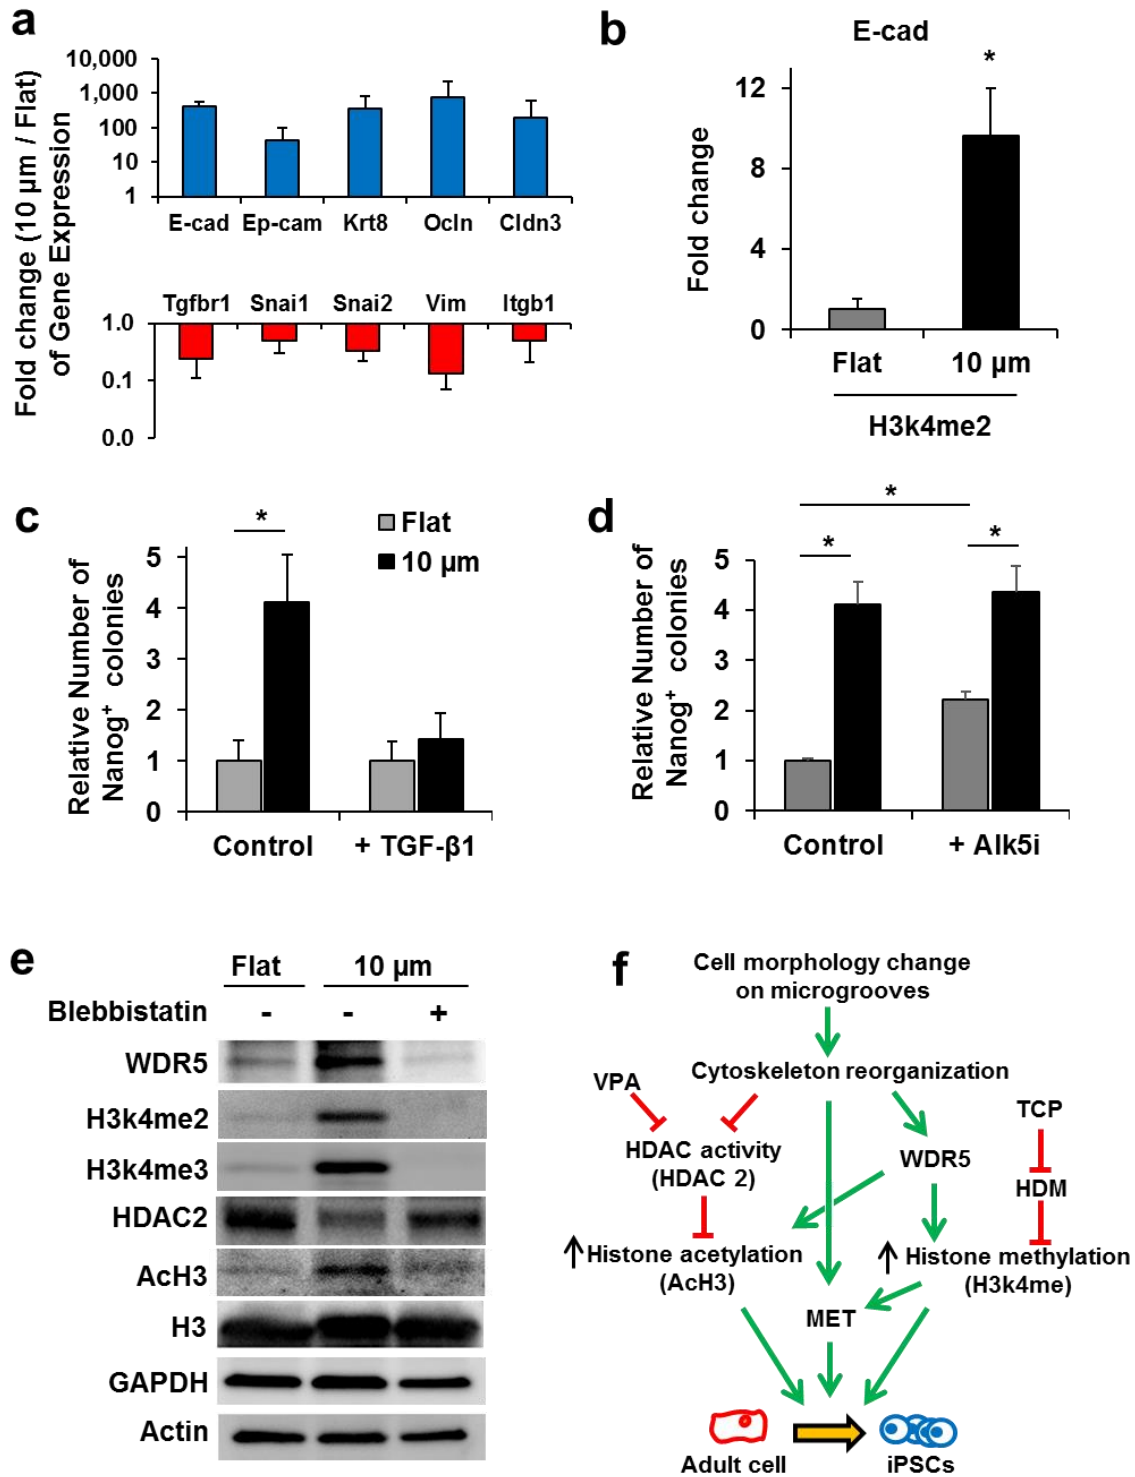 a
Fold change (10 µm / Flat)
of Gene Expression
10,000
1,000
100
10
1
E-cad Ep-cam Krt8 Ocln Cldn3
Tgfbr1 Snai1 Snai2 Vim Itgb1
1.0
0.1
0.0
b
E-cad
Fold change
12
8
4
0
*
Flat 10 µm
H3k4me2
c
Relative Number of
Nanog+ colonies
5
4
3
2
1
0
*
Flat
10 µm
Control + TGF-β1
d
Relative Number of
Nanog+ colonies
5
4
3
2
1
0
*
* *
Control + Alk5i
e
Flat 10 µm
Blebbistatin - - +
WDR5
H3k4me2
H3k4me3
HDAC2
AcH3
H3
GAPDH
Actin
f
Cell morphology change
on microgrooves
Cytoskeleton reorganization
VPA
TCP
HDAC activity
(HDAC 2)
WDR5
HDM
Histone acetylation
(AcH3)
Histone methylation
(H3k4me)
MET
Adult cell iPSCs